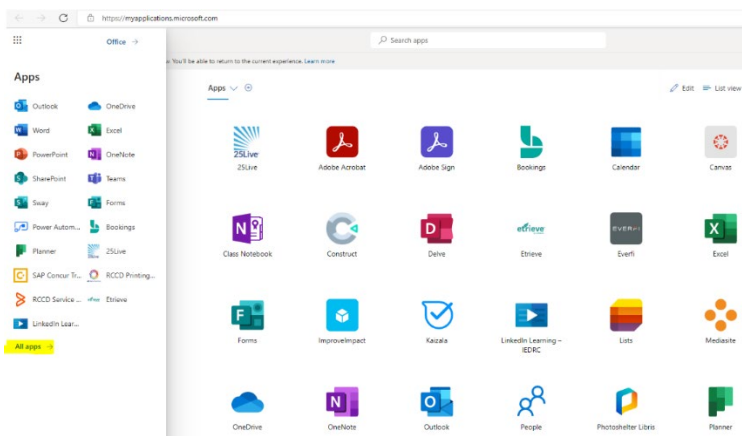 https://myapplications.microsoft.com
Office →
Search apps
w. You'll be able to return to the current experience. Learn more
Apps
Outlook OneDrive
Word Excel
PowerPoint OneNote
SharePoint Teams
Sway Forms
Power Autom... Bookings
Planner 25Live
SAP Concur Tr... RCCD Printing...
RCCD Service ... Etrieve
LinkedIn Lear...
All apps →
Apps
Edit List view
25Live
25Live Adobe Acrobat Adobe Sign Bookings Calendar Canvas
etrieve EVERFI
Class Notebook Construct Delve Etrieve Everfi Excel
Forms ImproveImpact Kaizala LinkedIn Learning – Lists Mediasite
IEDRC
OneDrive OneNote Outlook People Photoshelter Libris Planner